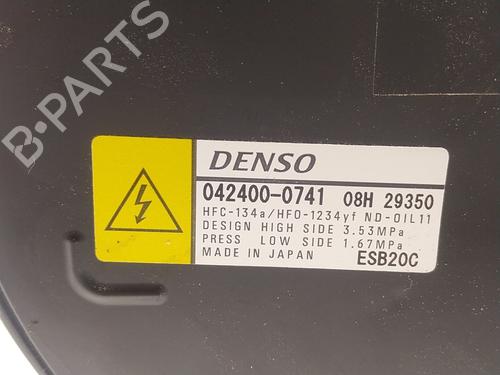 B-PARTS
DENSO
042400-0741 08H 29350
HFC-134a/HFO-1234yf ND-OIL11
DESIGN HIGH SIDE 3.53MPa
PRESS LOW SIDE 1.67MPa
MADE IN JAPAN ESB20C